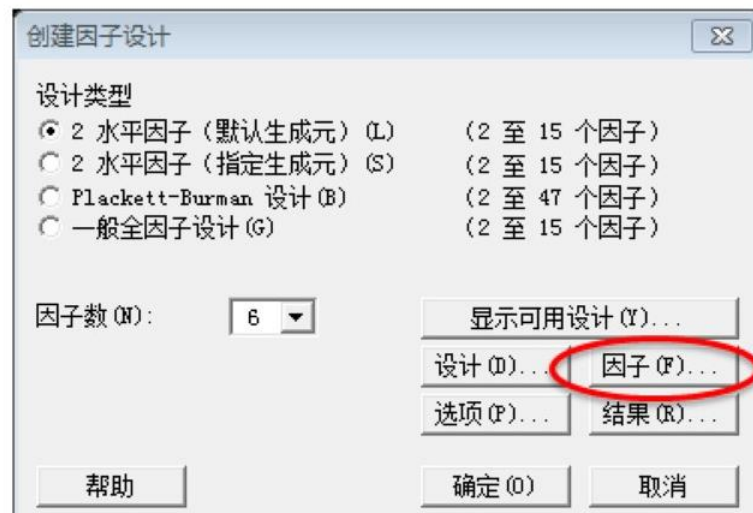 创建因子设计
设计类型
2 水平因子（默认生成元）(L) (2 至 15 个因子)
2 水平因子（指定生成元）(S) (2 至 15 个因子)
Plackett-Burman 设计(B) (2 至 47 个因子)
一般全因子设计(G) (2 至 15 个因子)
因子数(N): 6 显示可用设计(Y)...
设计(D)... 因子(F)...
选项(P)... 结果(R)...
帮助 确定(O) 取消